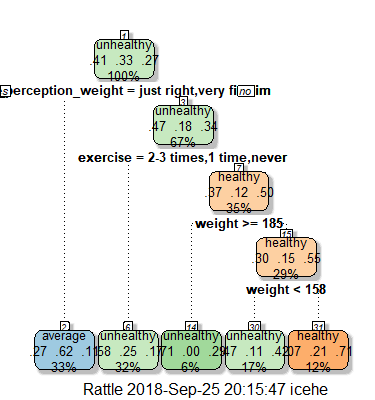 1
unhealthy
.41 .33 .27
100%
perception_weight = just right,very fi no im
3
unhealthy
.47 .18 .34
67%
exercise = 2-3 times,1 time,never
7
healthy
.37 .12 .50
35%
weight >= 185
15
healthy
.30 .15 .55
29%
weight < 158
2 6 14 30 31
average unhealthy unhealthy unhealthy healthy
.27 .62 .11 .58 .25 .17 .71 .00 .29 .47 .11 .42 .07 .21 .71
33% 32% 6% 17% 12%
Rattle 2018-Sep-25 20:15:47 icehe